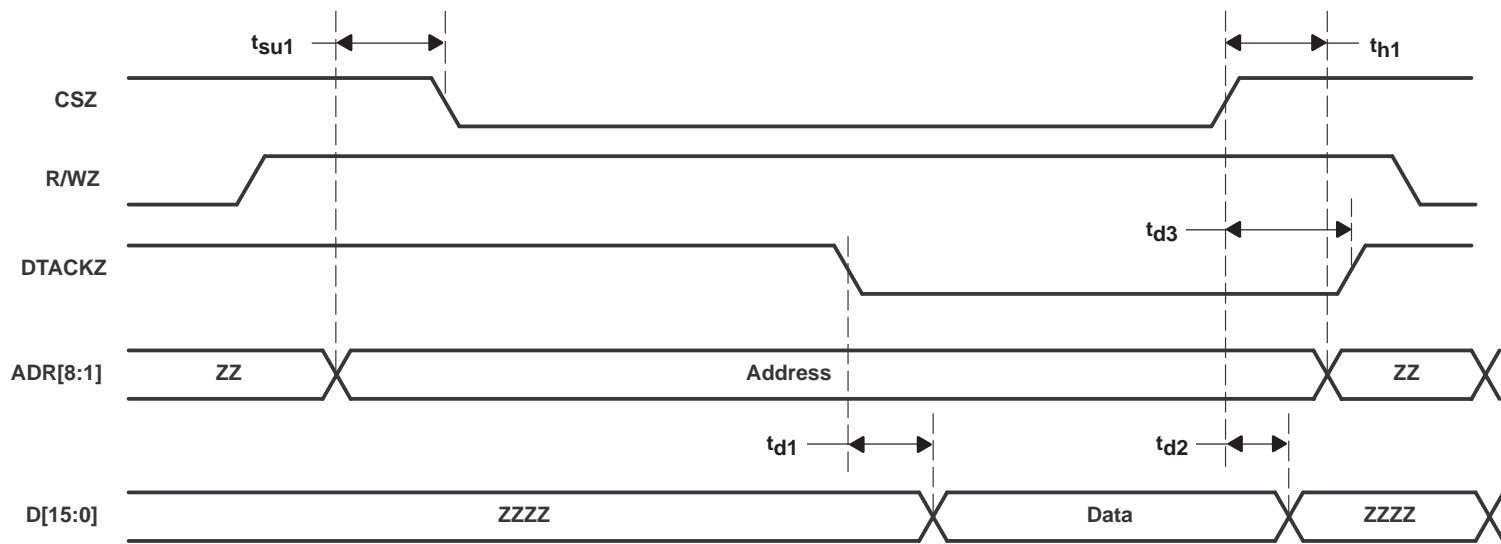 tsu1
th1
CSZ
R/WZ
td3
DTACKZ
ADR[8:1]
ZZ
Address
ZZ
td1
td2
D[15:0]
ZZZZ
Data
ZZZZ